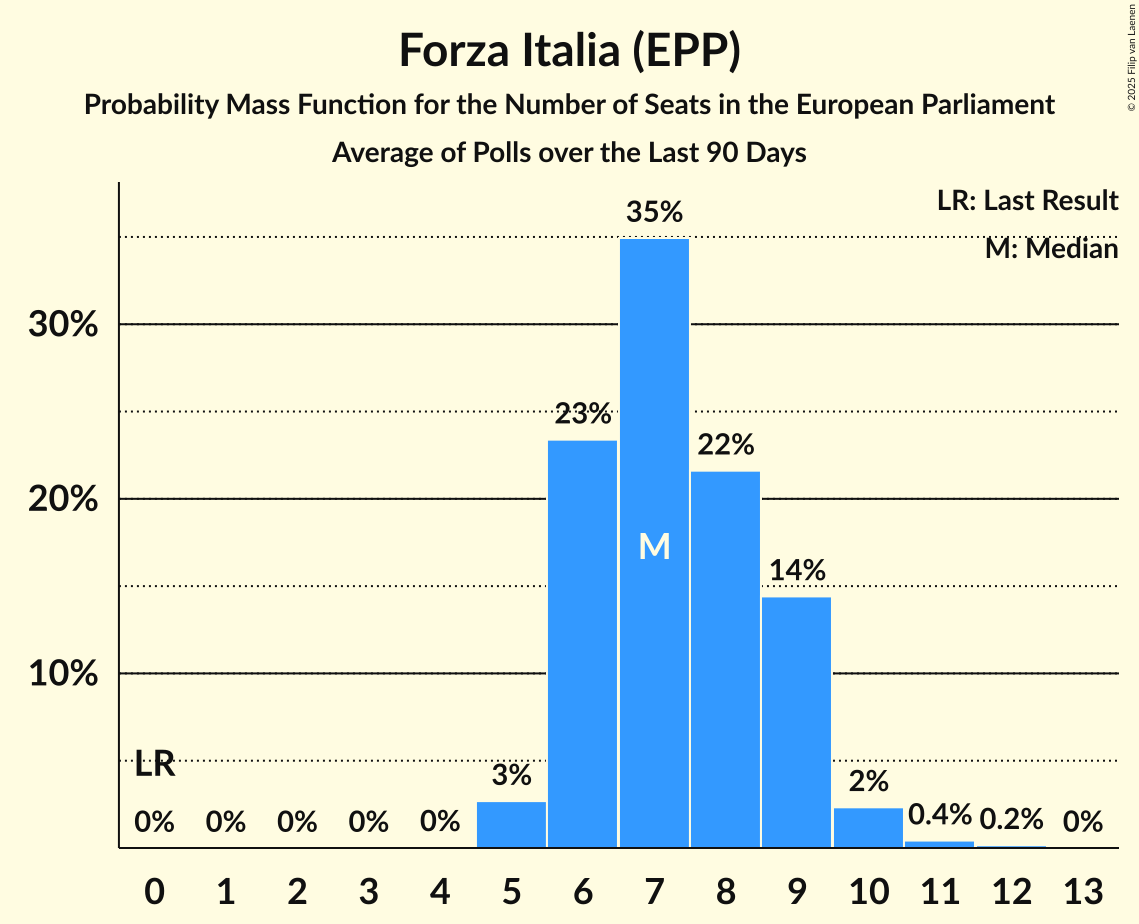 Forza Italia (EPP)
Probability Mass Function for the Number of Seats in the European Parliament
Average of Polls over the Last 90 Days
© 2025 Filip van Laenen
LR: Last Result
M: Median
35%
30%
23%
22%
20%
M
14%
10%
LR
3%
2%
0% 0% 0% 0% 0% 0.4% 0.2% 0%
0 1 2 3 4 5 6 7 8 9 10 11 12 13